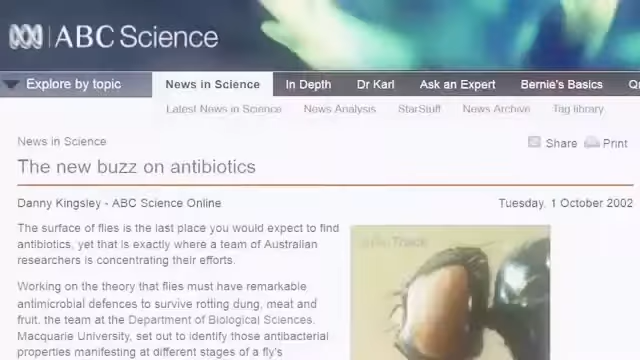 ABC Science
Explore by topic
News in Science
In Depth
Dr Karl
Ask an Expert
Bernie's Basics
Latest News in Science
News Analysis
StarStuff
News Archive
Tag library
News in Science
Share
Print
The new buzz on antibiotics
Danny Kingsley - ABC Science Online
Tuesday, 1 October 2002
The surface of flies is the last place you would expect to find
antibiotics, yet that is exactly where a team of Australian
researchers is concentrating their efforts.
Working on the theory that flies must have remarkable
antimicrobial defences to survive rotting dung, meat and
fruit, the team at the Department of Biological Sciences,
Macquarie University, set out to identify those antibacterial
properties manifesting at different stages of a fly's